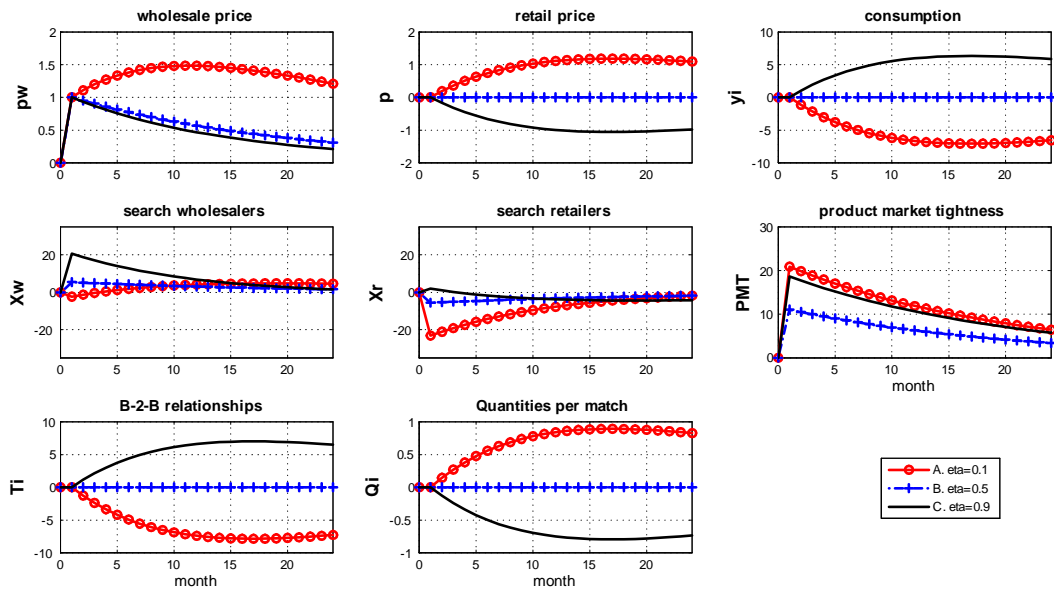 wholesale price
retail price
consumption
2
1.5
1
0.5
0
pw
0 5 10 15 20
2
1
0
-1
-2
p
0 5 10 15 20
10
5
0
-5
-10
yi
0 5 10 15 20
search wholesalers
search retailers
product market tightness
20
0
-20
Xw
0 5 10 15 20
20
0
-20
Xr
0 5 10 15 20
30
20
10
0
PMT
0 5 10 15 20
month
B-2-B relationships
Quantities per match
10
5
0
-5
-10
Ti
0 5 10 15 20
month
1
0.5
0
-0.5
-1
Qi
0 5 10 15 20
month
A. eta=0.1
B. eta=0.5
C. eta=0.9